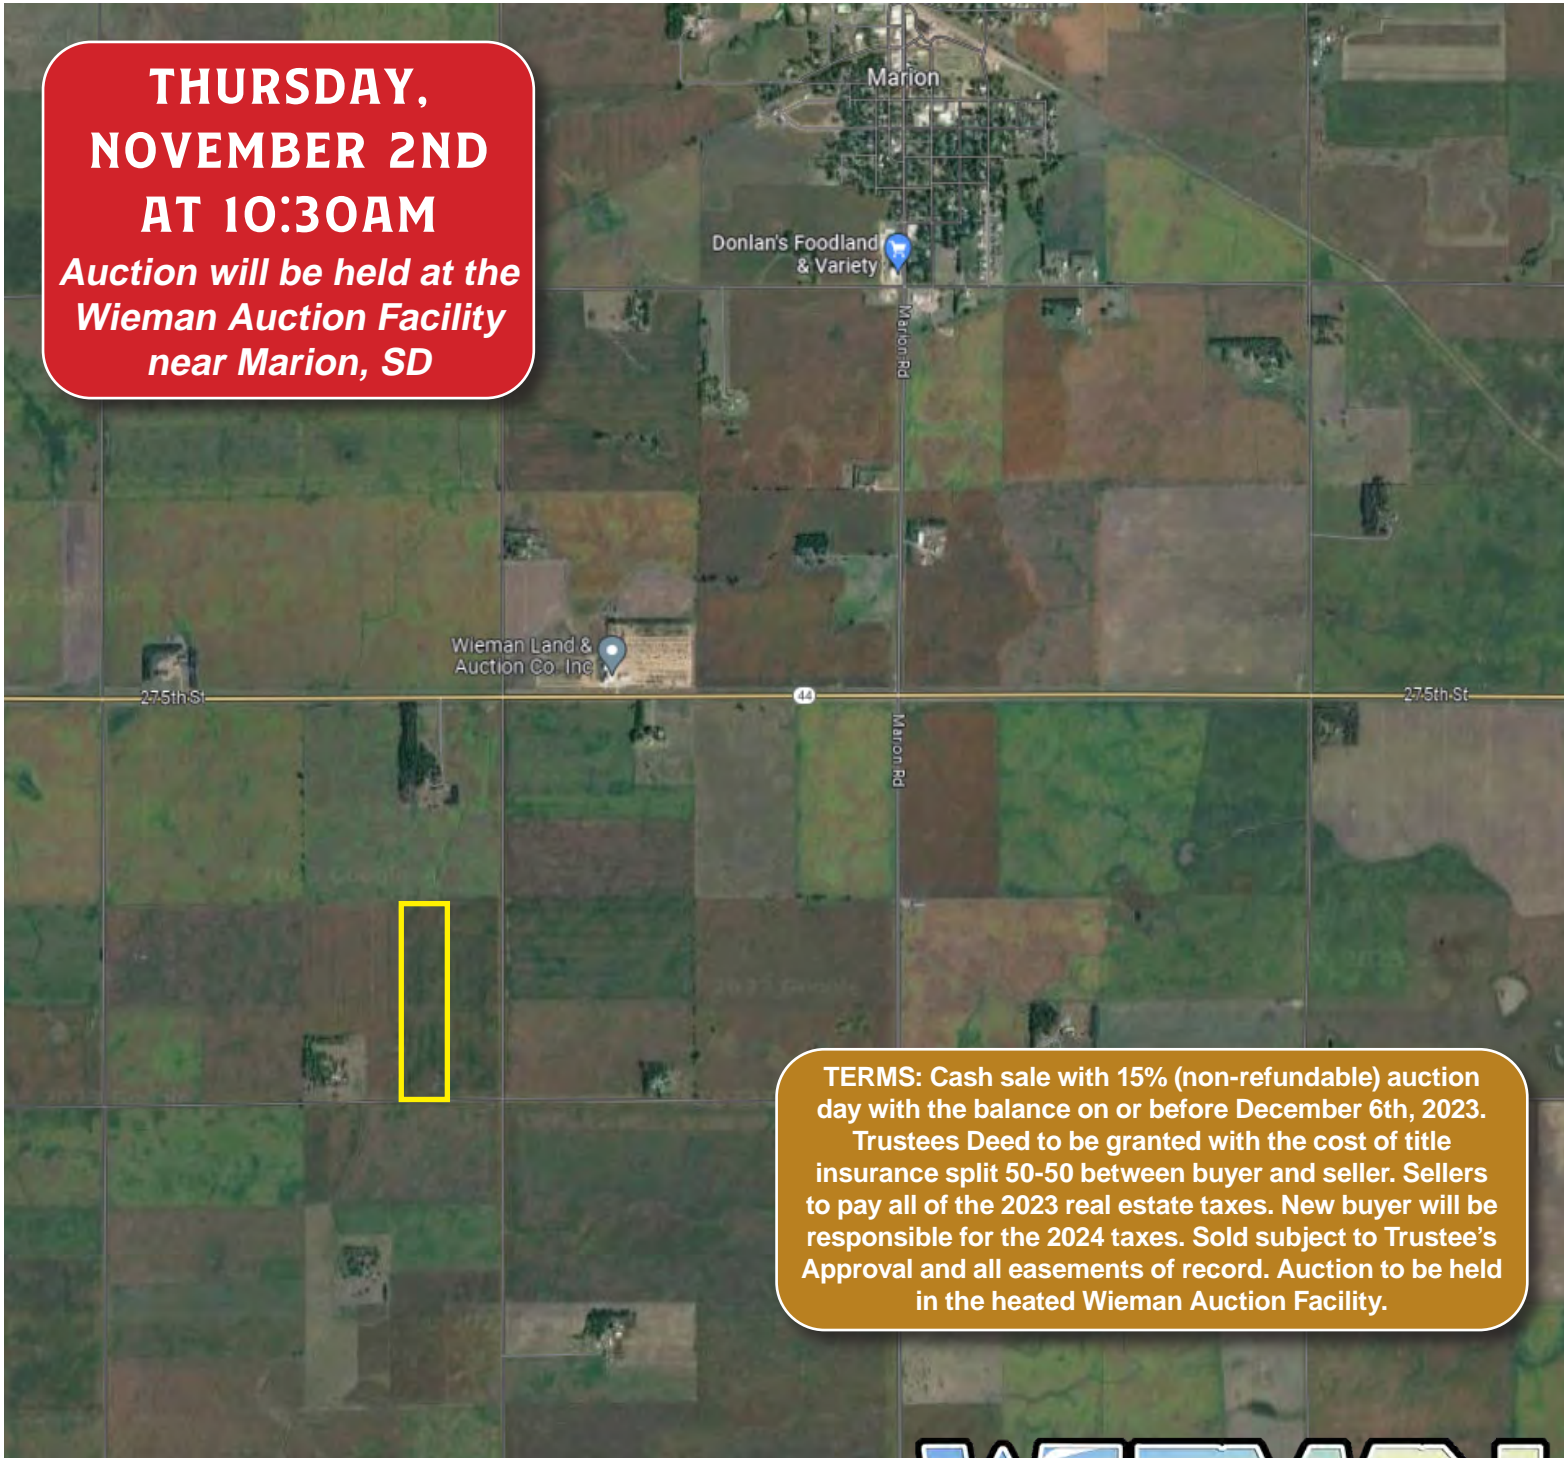 THURSDAY,
NOVEMBER 2ND
AT 10:30AM
Auction will be held at the
Wieman Auction Facility
near Marion, SD
Marion
Donlan's Foodland
& Variety
Marion Rd
Wieman Land &
Auction Co. Inc
275th St
44
275th St
Marion Rd
TERMS: Cash sale with 15% (non-refundable) auction
day with the balance on or before December 6th, 2023.
Trustees Deed to be granted with the cost of title
insurance split 50-50 between buyer and seller. Sellers
to pay all of the 2023 real estate taxes. New buyer will be
responsible for the 2024 taxes. Sold subject to Trustee's
Approval and all easements of record. Auction to be held
in the heated Wieman Auction Facility.